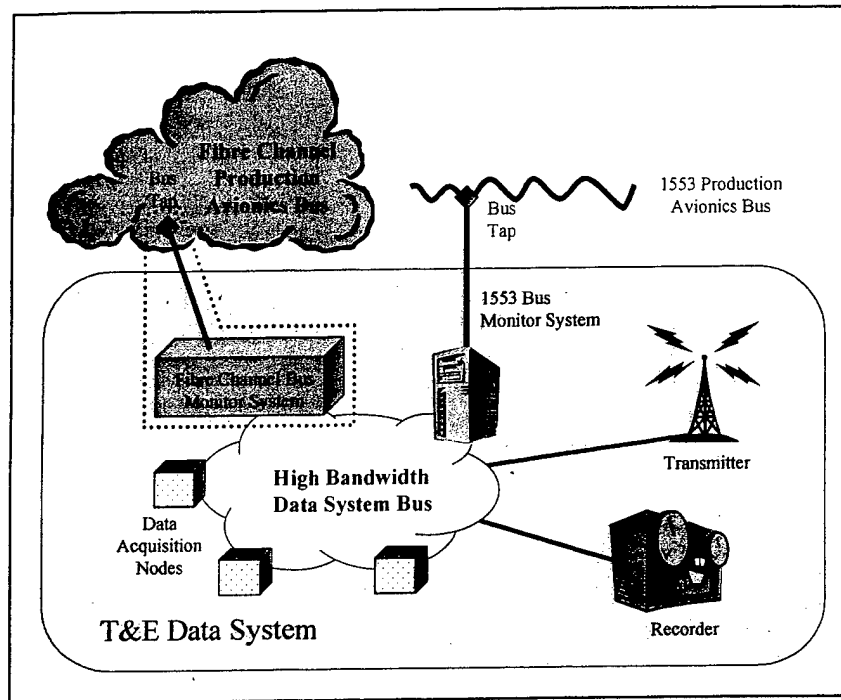 Fibre Channel
Production
Avionics Bus
Bus
Tap
Bus
Tap
1553 Production
Avionics Bus
1553 Bus
Monitor System
Fibre Channel Bus
Monitor System
High Bandwidth
Data System Bus
Transmitter
Data
Acquisition
Nodes
Recorder
T&E Data System